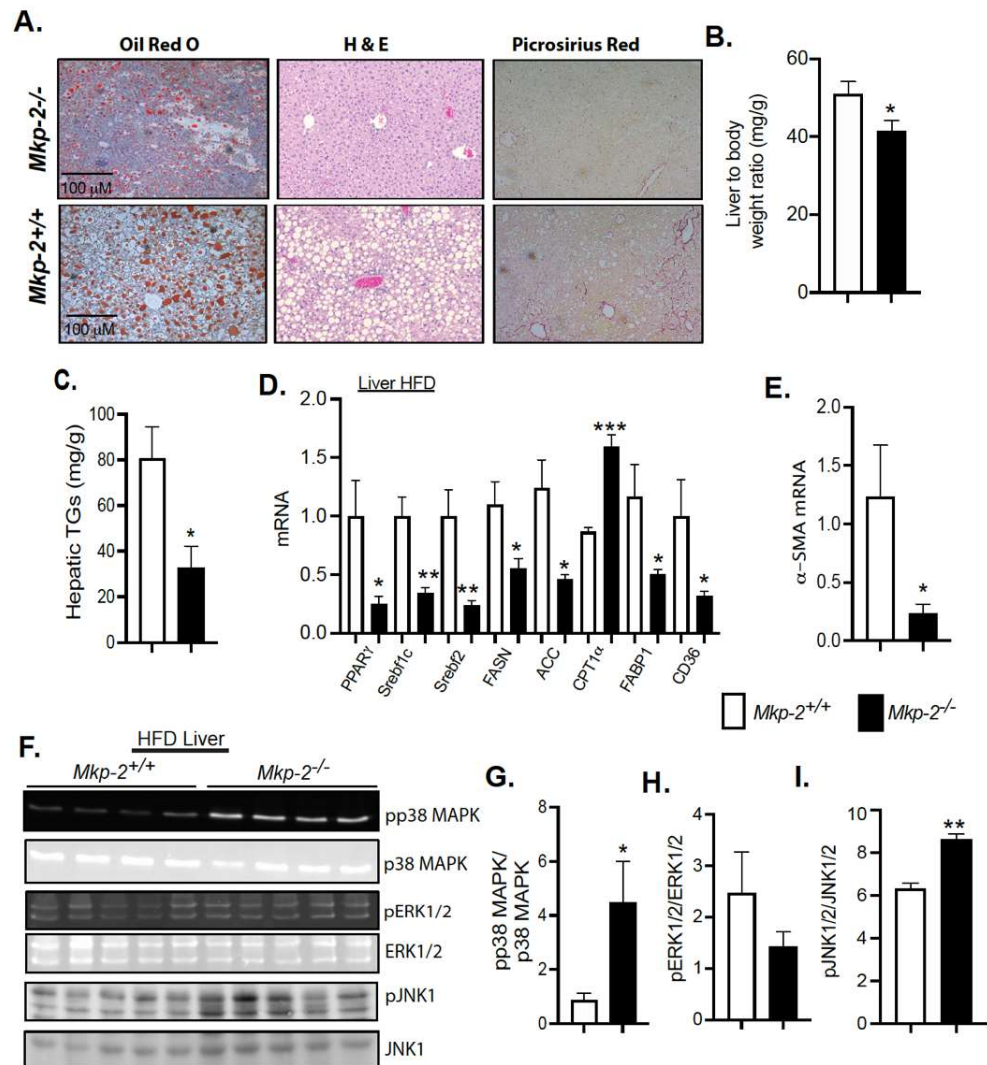 A.
Oil Red O
H & E
Picrosirius Red
Mkp-2-/-
100 µM
Mkp-2+/+
100 µM
B.
Liver to body
weight ratio (mg/g)
60
40
20
0
*
C.
Hepatic TGs (mg/g)
100
80
60
40
20
0
*
D.
Liver HFD
mRNA
2.0
1.5
1.0
0.5
0.0
* ** ** * * *** * *
PPARγ
Srebf1c
Srebf2
FASN
ACC
CPT1α
FABP1
CD36
E.
α-SMA mRNA
2.0
1.5
1.0
0.5
0.0
*
Mkp-2+/+ Mkp-2-/-
F.
HFD Liver
Mkp-2+/+ Mkp-2-/-
pp38 MAPK
p38 MAPK
pERK1/2
ERK1/2
pJNK1
JNK1
G.
pp38 MAPK/
p38 MAPK
8
6
4
2
0
*
H.
pERK1/2/ERK1/2
4
3
2
1
0
I.
pJNK1/2/JNK1/2
10
8
6
4
2
0
**